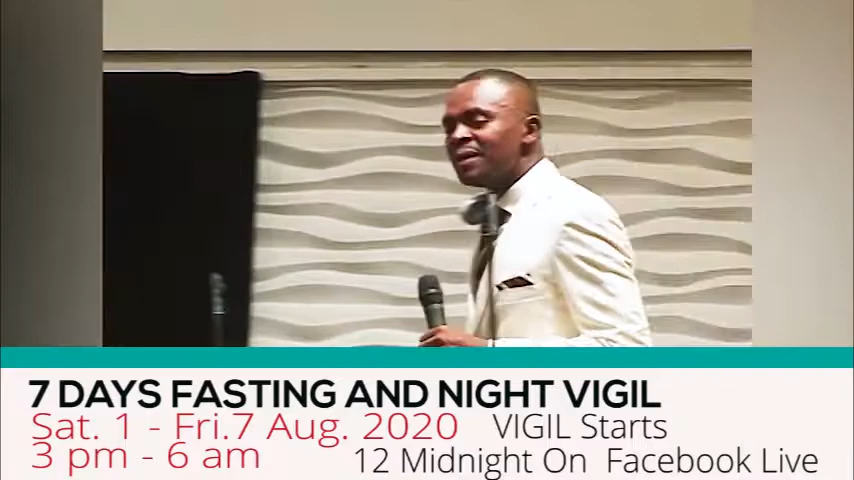 7 DAYS FASTING AND NIGHT VIGIL
Sat. 1 - Fri.7 Aug. 2020 VIGIL Starts
3 pm - 6 am 12 Midnight On Facebook Live